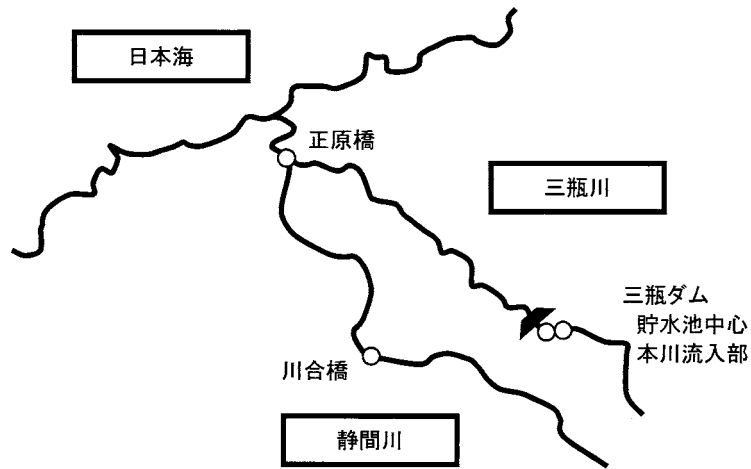 日本海
正原橋
三瓶川
三瓶ダム
貯水池中心
本川流入部
川合橋
静間川